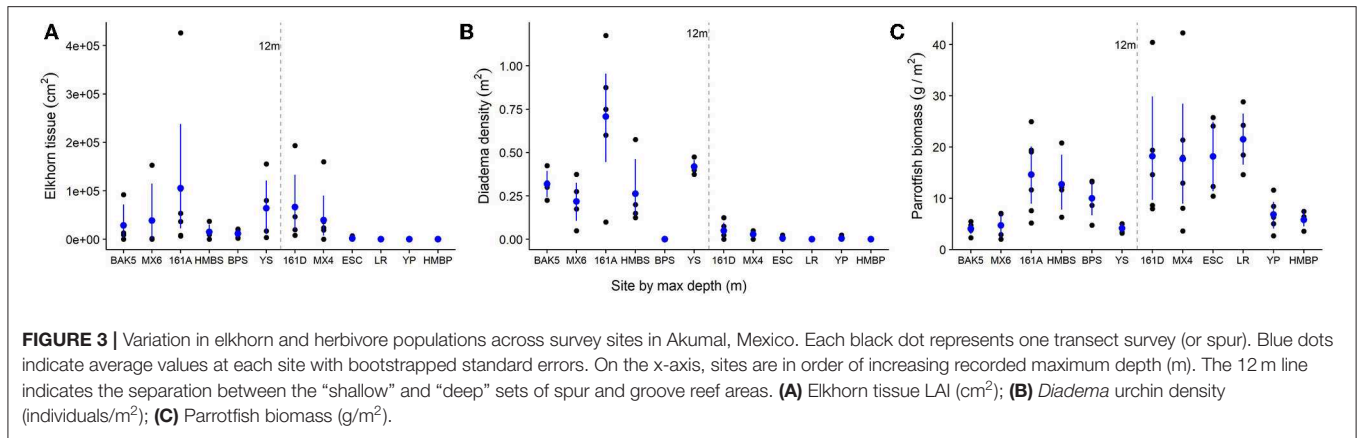 A
B
C
12m
12m
12m
Elkhorn tissue (cm²)
4e+05
3e+05
2e+05
1e+05
0e+00
BAK5 MX6 161A HMBS BPS YS 161D MX4 ESC LR YP HMBP
Diadema density (m²)
1.00
0.75
0.50
0.25
0.00
BAK5 MX6 161A HMBS BPS YS 161D MX4 ESC LR YP HMBP
Parrotfish biomass (g / m²)
40
30
20
10
0
BAK5 MX6 161A HMBS BPS YS 161D MX4 ESC LR YP HMBP
Site by max depth (m)
FIGURE 3 | Variation in elkhorn and herbivore populations across survey sites in Akumal, Mexico. Each black dot represents one transect survey (or spur). Blue dots
indicate average values at each site with bootstrapped standard errors. On the x-axis, sites are in order of increasing recorded maximum depth (m). The 12 m line
indicates the separation between the “shallow” and “deep” sets of spur and groove reef areas. (A) Elkhorn tissue LAI (cm²); (B) Diadema urchin density
(individuals/m²); (C) Parrotfish biomass (g/m²).